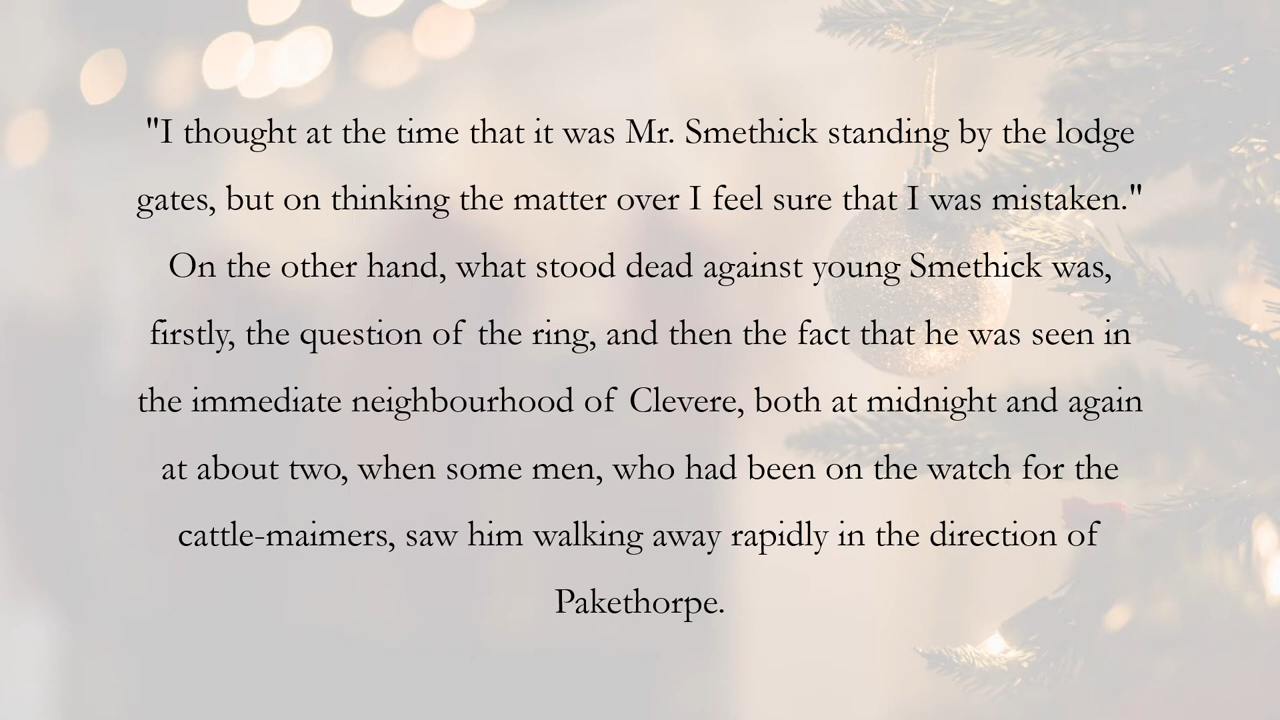 "I thought at the time that it was Mr. Smethick standing by the lodge
gates, but on thinking the matter over I feel sure that I was mistaken."
On the other hand, what stood dead against young Smethick was,
firstly, the question of the ring, and then the fact that he was seen in
the immediate neighbourhood of Clevere, both at midnight and again
at about two, when some men, who had been on the watch for the
cattle-maimers, saw him walking away rapidly in the direction of
Pakethorpe.